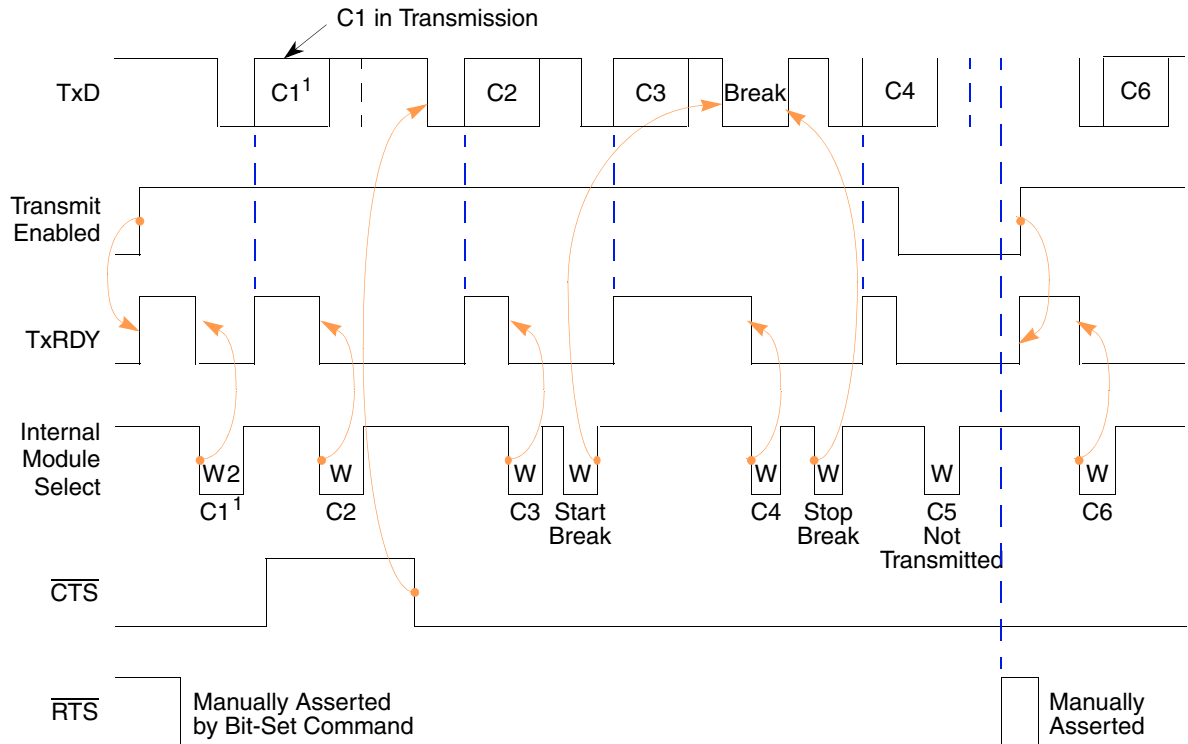 C1 in Transmission
TxD
C1¹
C2
C3
Break
C4
C6
Transmit
Enabled
TxRDY
Internal
Module
Select
W2
W
W
W
W
W
W
W
C1¹
C2
C3
Start
Break
C4
Stop
Break
C5
Not
Transmitted
C6
CTS
RTS
Manually Asserted
by Bit-Set Command
Manually
Asserted